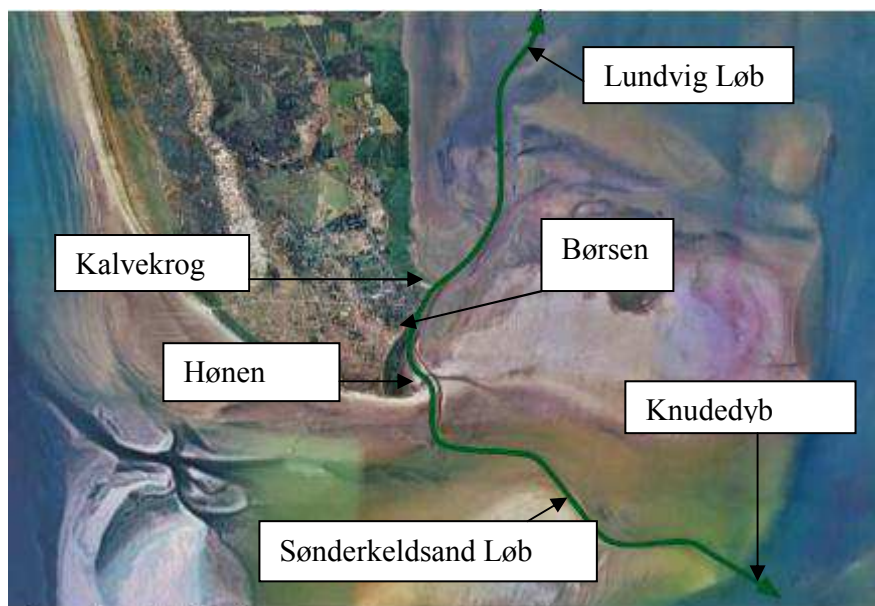 Lundvig Løb
Børsen
Kalvekrog
Hønen
Knudedyb
Sønderkeldsand Løb